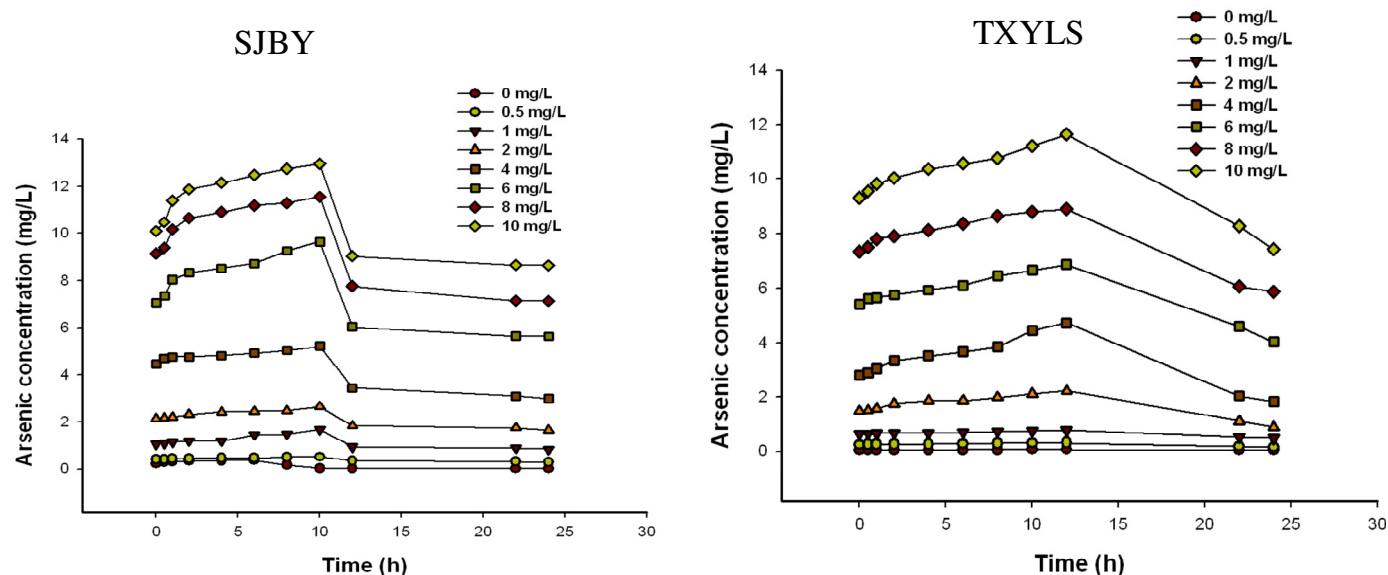 SJBY
0 mg/L
0.5 mg/L
1 mg/L
2 mg/L
4 mg/L
6 mg/L
8 mg/L
10 mg/L
14
12
10
8
6
4
2
0
Arsenic concentration (mg/L)
0
5
10
15
20
25
30
Time (h)
TXYLS
0 mg/L
0.5 mg/L
1 mg/L
2 mg/L
4 mg/L
6 mg/L
8 mg/L
10 mg/L
14
12
10
8
6
4
2
0
Arsenic concentration (mg/L)
0
5
10
15
20
25
30
Time (h)